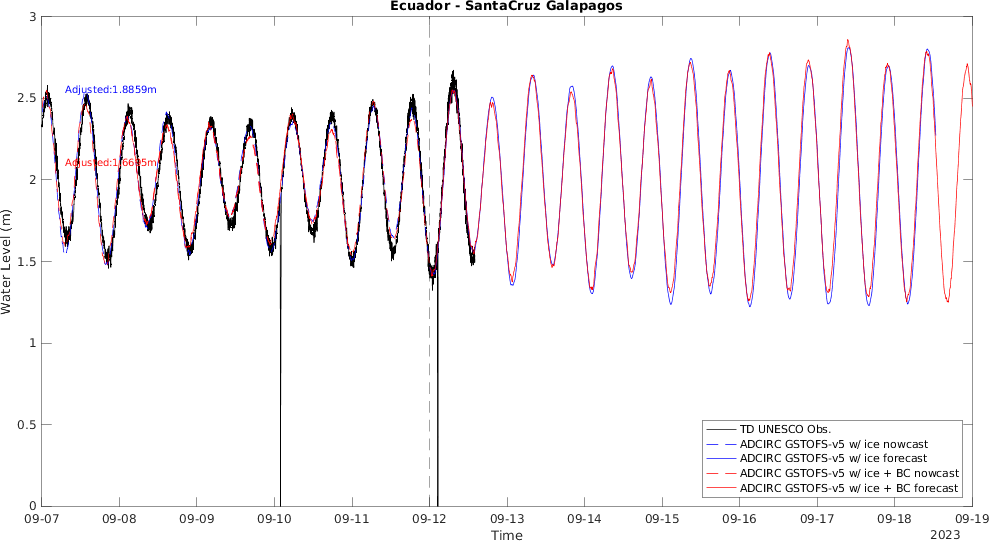 Ecuador - SantaCruz Galapagos
3
2.5
2
1.5
1
0.5
0
Water Level (m)
Adjusted:1.8859m
Adjusted:1.6695m
TD UNESCO Obs.
ADCIRC GSTOFS-v5 w/ ice nowcast
ADCIRC GSTOFS-v5 w/ ice forecast
ADCIRC GSTOFS-v5 w/ ice + BC nowcast
ADCIRC GSTOFS-v5 w/ ice + BC forecast
09-07 09-08 09-09 09-10 09-11 09-12 09-13 09-14 09-15 09-16 09-17 09-18 09-19
Time
2023